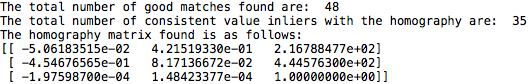 The total number of good matches found are:  48
The total number of consistent value inliers with the homography are:  35
The homography matrix found is as follows:
[[ -5.06183515e-02   4.21519330e-01   2.16788477e+02]
 [ -4.54676565e-01   8.17136672e-02   4.44576300e+02]
 [ -1.97598700e-04   1.48423377e-04   1.00000000e+00]]